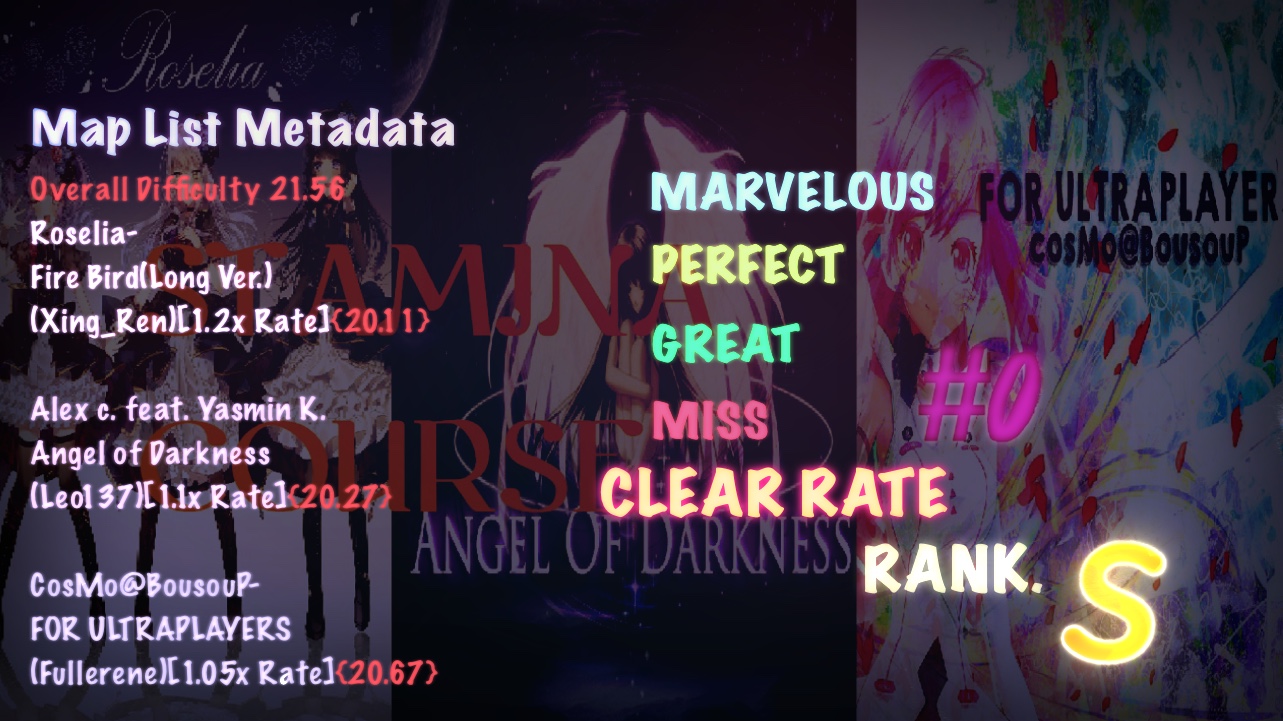 Roselia
Map List Metadata
Overall Difficulty 21.56
Roselia-
Fire Bird(Long Ver.)
(Xing_Ren)[1.2x Rate]{20.11}
Alex c. feat. Yasmin K.
Angel of Darkness
(Leo137)[1.1x Rate]{20.27}
CosMo@BousouP-
FOR ULTRAPLAYERS
(Fullerene)[1.05x Rate]{20.67}
STAMJNA
COURSE
ANGEL OF DARKNESS
MARVELOUS
PERFECT
GREAT
MISS
CLEAR RATE
RANK. S
#0
FOR ULTRAPLAYER
cosMo@BousouP